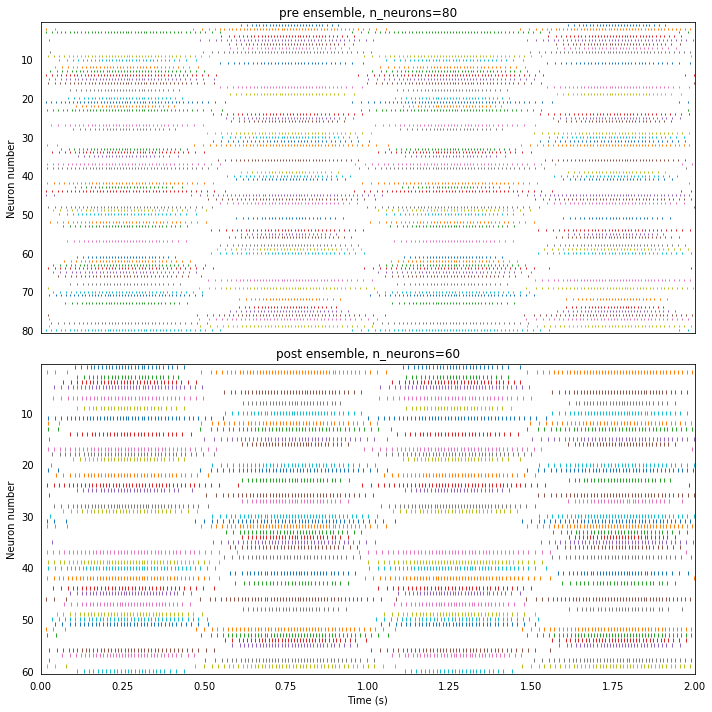 pre ensemble, n_neurons=80
10
20
30
40
50
60
70
80
Neuron number
post ensemble, n_neurons=60
10
20
30
40
50
60
Neuron number
0.00 0.25 0.50 0.75 1.00 1.25 1.50 1.75 2.00
Time (s)